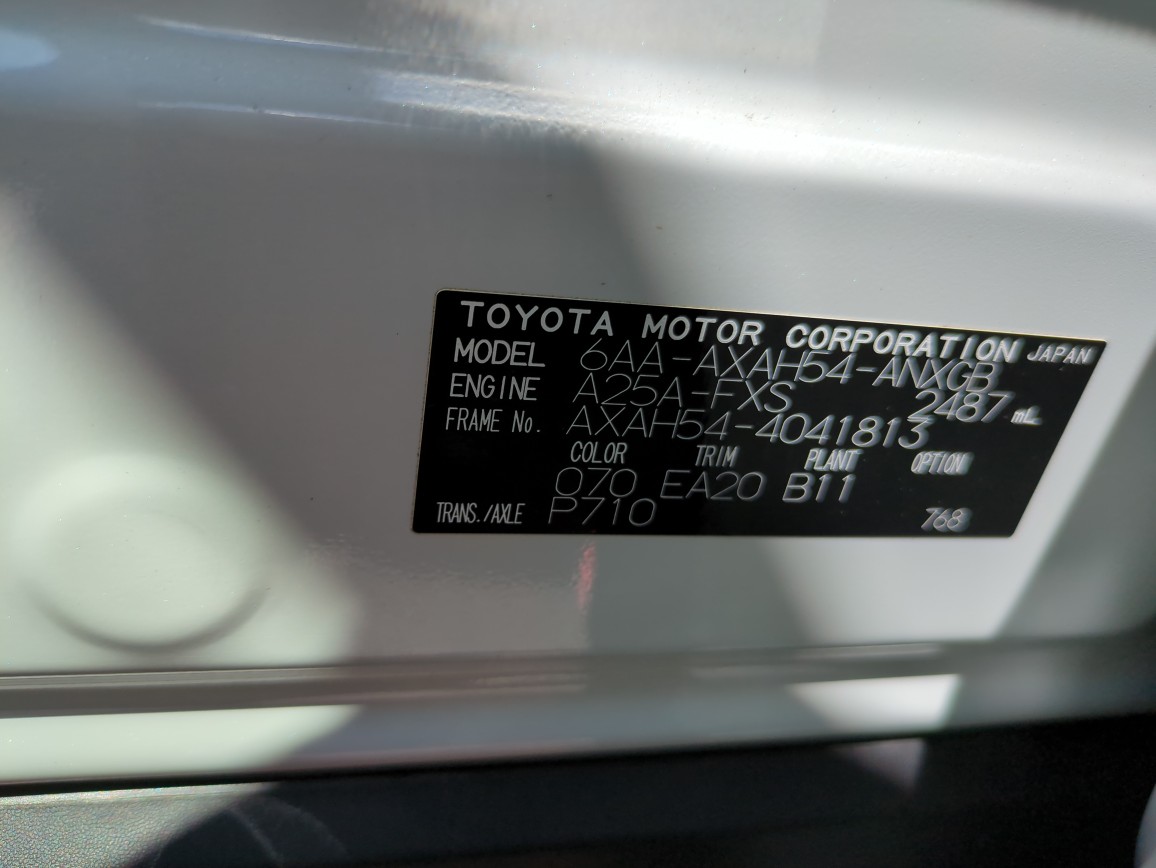 TOYOTA MOTOR CORPORATION JAPAN
MODEL 6AA-AXAH54-ANXGB
ENGINE A25A-FXS 2487 mL
FRAME No. AXAH54-4041813
COLOR TRIM PLANT OPTION
070 EA20 B11
TRANS./AXLE P710 768